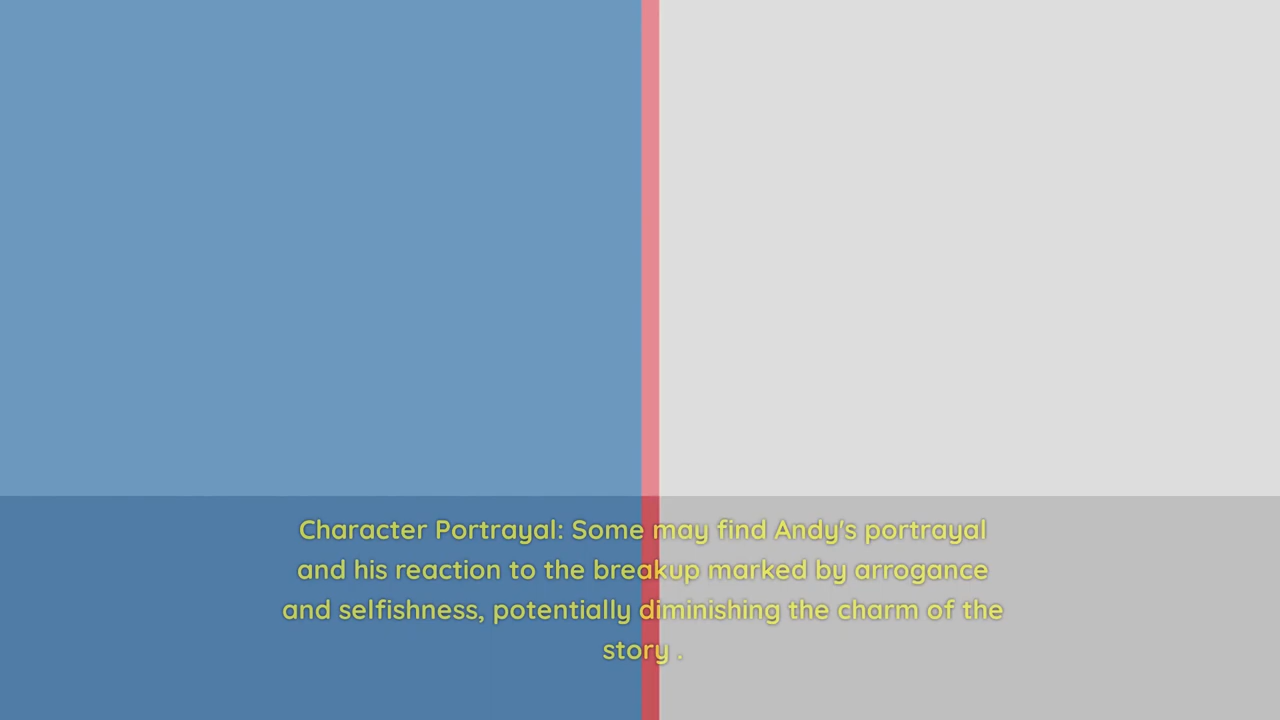 Character Portrayal: Some may find Andy's portrayal
and his reaction to the breakup marked by arrogance
and selfishness, potentially diminishing the charm of the
story .